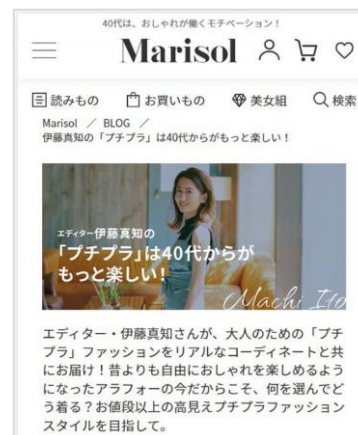 40代は、おしゃれが働くモチベーション！
Marisol
読みもの お買いもの 美女組 検索
Marisol ／ BLOG ／
伊藤真知の「プチプラ」は40代からがもっと楽しい！
エディター伊藤真知の
「プチプラ」は40代からが
もっと楽しい！
Machi Ito
エディター・伊藤真知さんが、大人のための「プチ
プラ」ファッションをリアルなコーディネートと共
にお届け！昔よりも自由におしゃれを楽しめるよう
になったアラフォーの今だからこそ、何を選んでど
う着る？お値段以上の高見えプチプラファッション
スタイルを目指して。